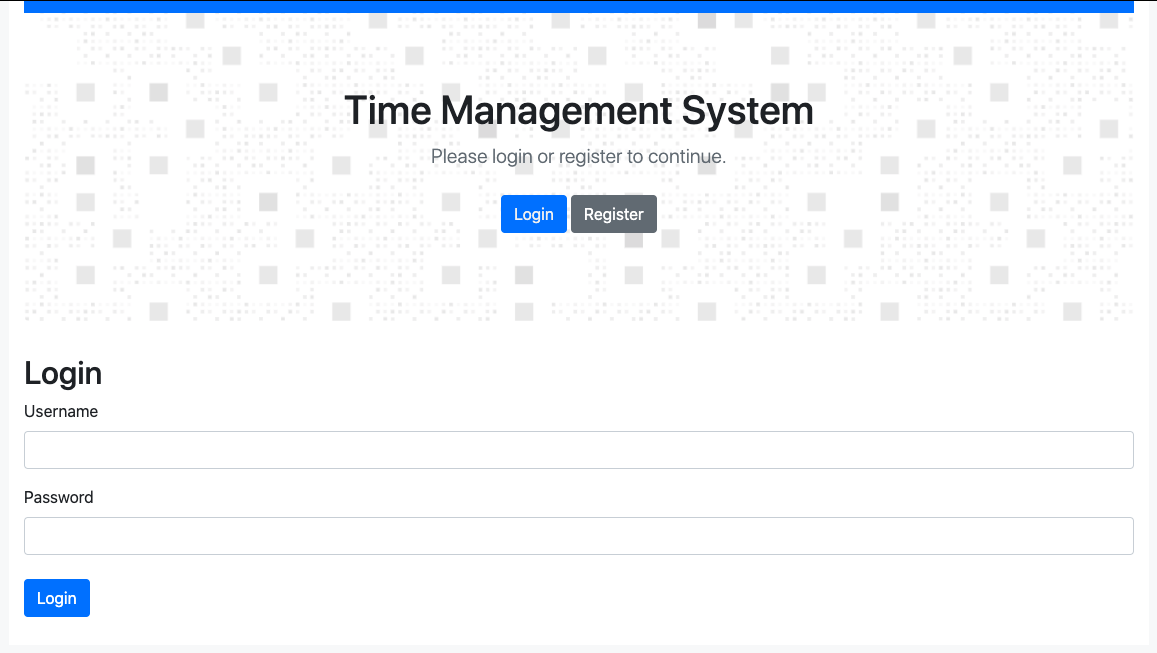 Time Management System
Please login or register to continue.
Login Register
Login
Username
Password
Login